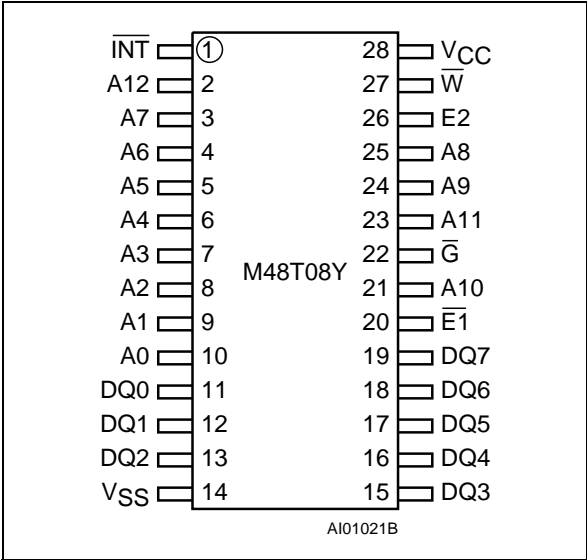 INT 1 28 VCC
A12 2 27 W
A7 3 26 E2
A6 4 25 A8
A5 5 24 A9
A4 6 23 A11
A3 7 22 G
M48T08Y
A2 8 21 A10
A1 9 20 E1
A0 10 19 DQ7
DQ0 11 18 DQ6
DQ1 12 17 DQ5
DQ2 13 16 DQ4
VSS 14 15 DQ3
AI01021B